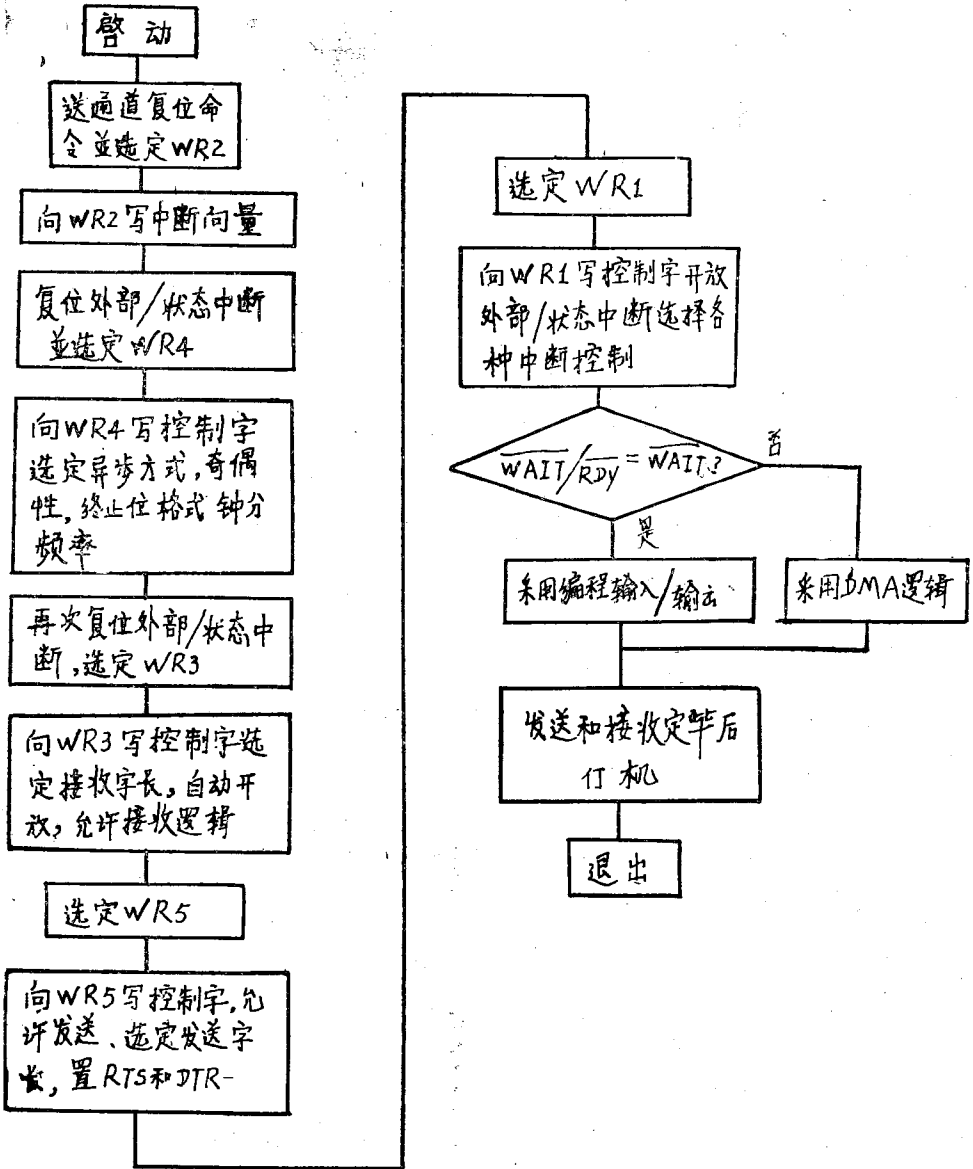 啓动
送通道复位命
令並选定WR2
向WR2写中断向量
复位外部/状态中断
並选定WR4
向WR4写控制字
选定异步方式,奇偶
性,终止位格式钟分
频率
再次复位外部/状态中
断,选定WR3
向WR3写控制字选
定接收字长,自动开
放,允许接收逻辑
选定WR5
向WR5写控制字,允
许发送、选定发送字
长,置RTS和DTR-
选定WR1
向WR1写控制字开放
外部/状态中断选择各
种中断控制
WAIT/RDY=WAIT?
否
是
采用编程输入/输出
采用DMA逻辑
发送和接收定毕后
仃机
退出